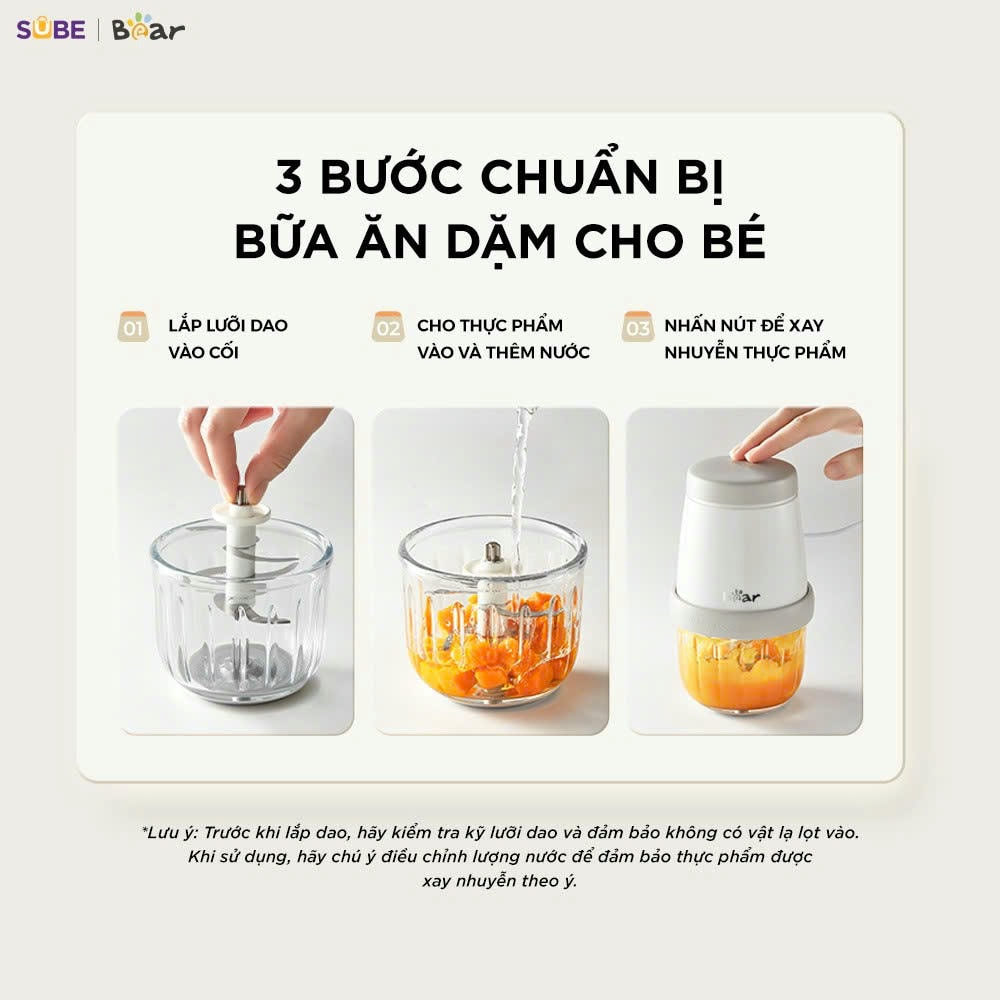 SUBE | Bear
3 BƯỚC CHUẨN BỊ
BỮA ĂN DẶM CHO BÉ
01 LẮP LƯỠI DAO
VÀO CỐI
02 CHO THỰC PHẨM
VÀO VÀ THÊM NƯỚC
03 NHẤN NÚT ĐỂ XAY
NHUYỄN THỰC PHẨM
Bear
*Lưu ý: Trước khi lắp dao, hãy kiểm tra kỹ lưỡi dao và đảm bảo không có vật lạ lọt vào.
Khi sử dụng, hãy chú ý điều chỉnh lượng nước để đảm bảo thực phẩm được
xay nhuyễn theo ý.